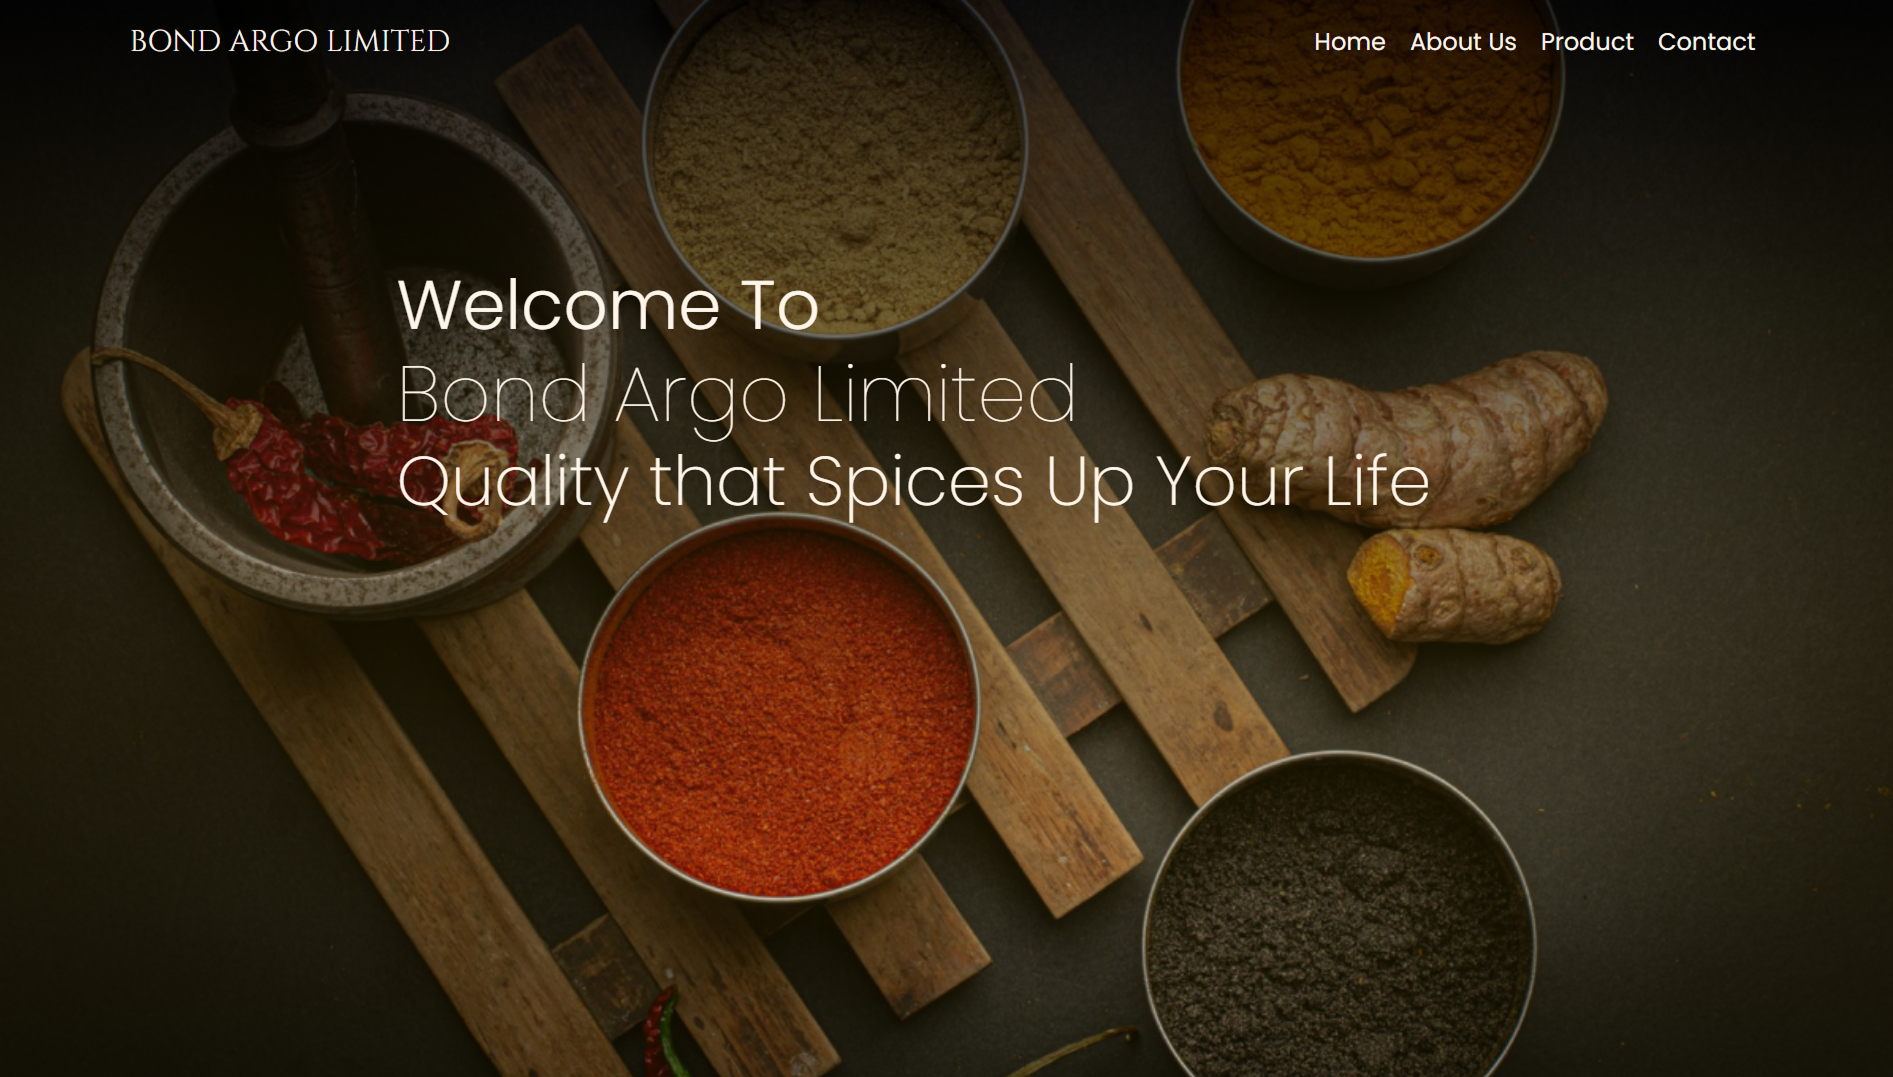 BOND ARGO LIMITED
Home About Us Product Contact
Welcome To
Bond Argo Limited
Quality that Spices Up Your Life